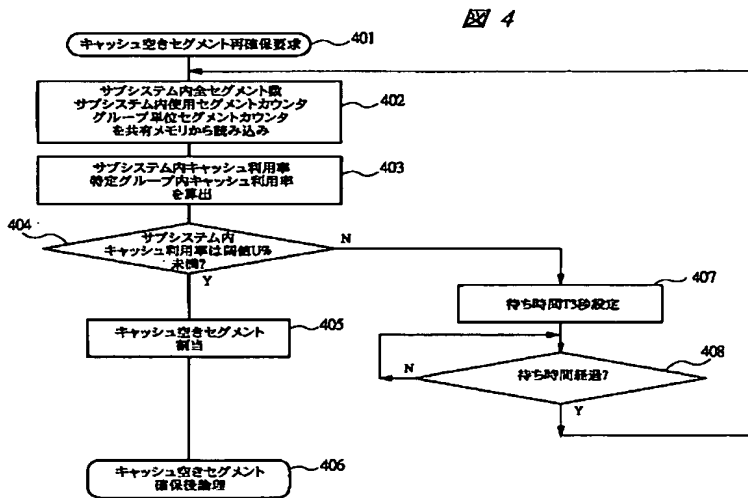 図 4
キャッシュ空きセグメント再確保要求
401
サブシステム内全セグメント数
サブシステム内使用セグメントカウンタ
グループ単位セグメントカウンタ
を共有メモリから読み込み
402
サブシステム内キャッシュ利用率
特定グループ内キャッシュ利用率
を算出
403
404
サブシステム内
キャッシュ利用率は閾値U%
未満?
N
Y
407
待ち時間T3秒設定
キャッシュ空きセグメント
割当
405
408
待ち時間経過?
N
Y
キャッシュ空きセグメント
確保後論理
406